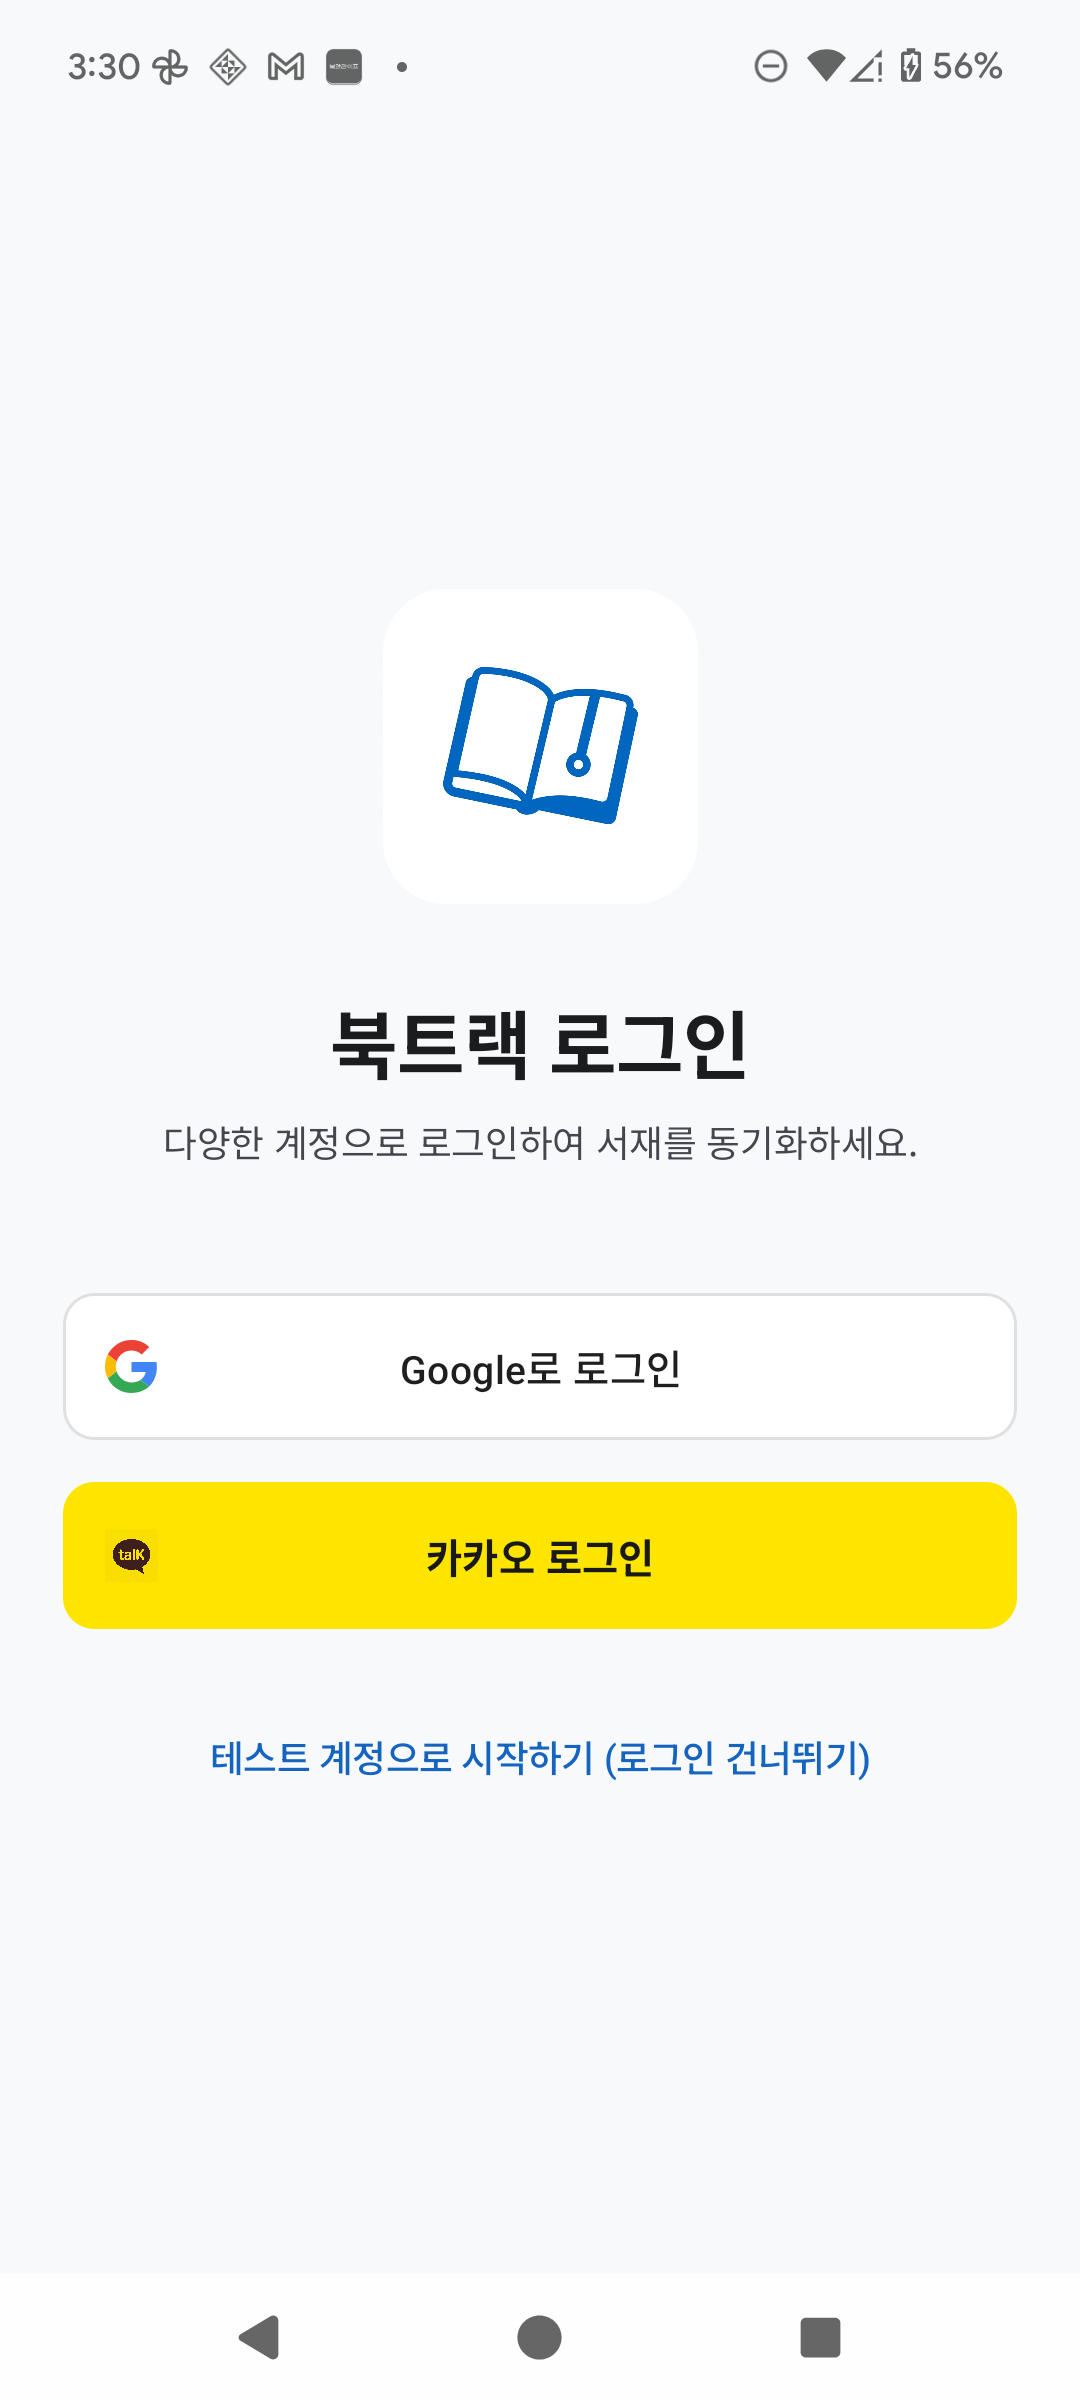 3:30
56%
북트랙 로그인
다양한 계정으로 로그인하여 서재를 동기화하세요.
Google로 로그인
talK
카카오 로그인
테스트 계정으로 시작하기 (로그인 건너뛰기)